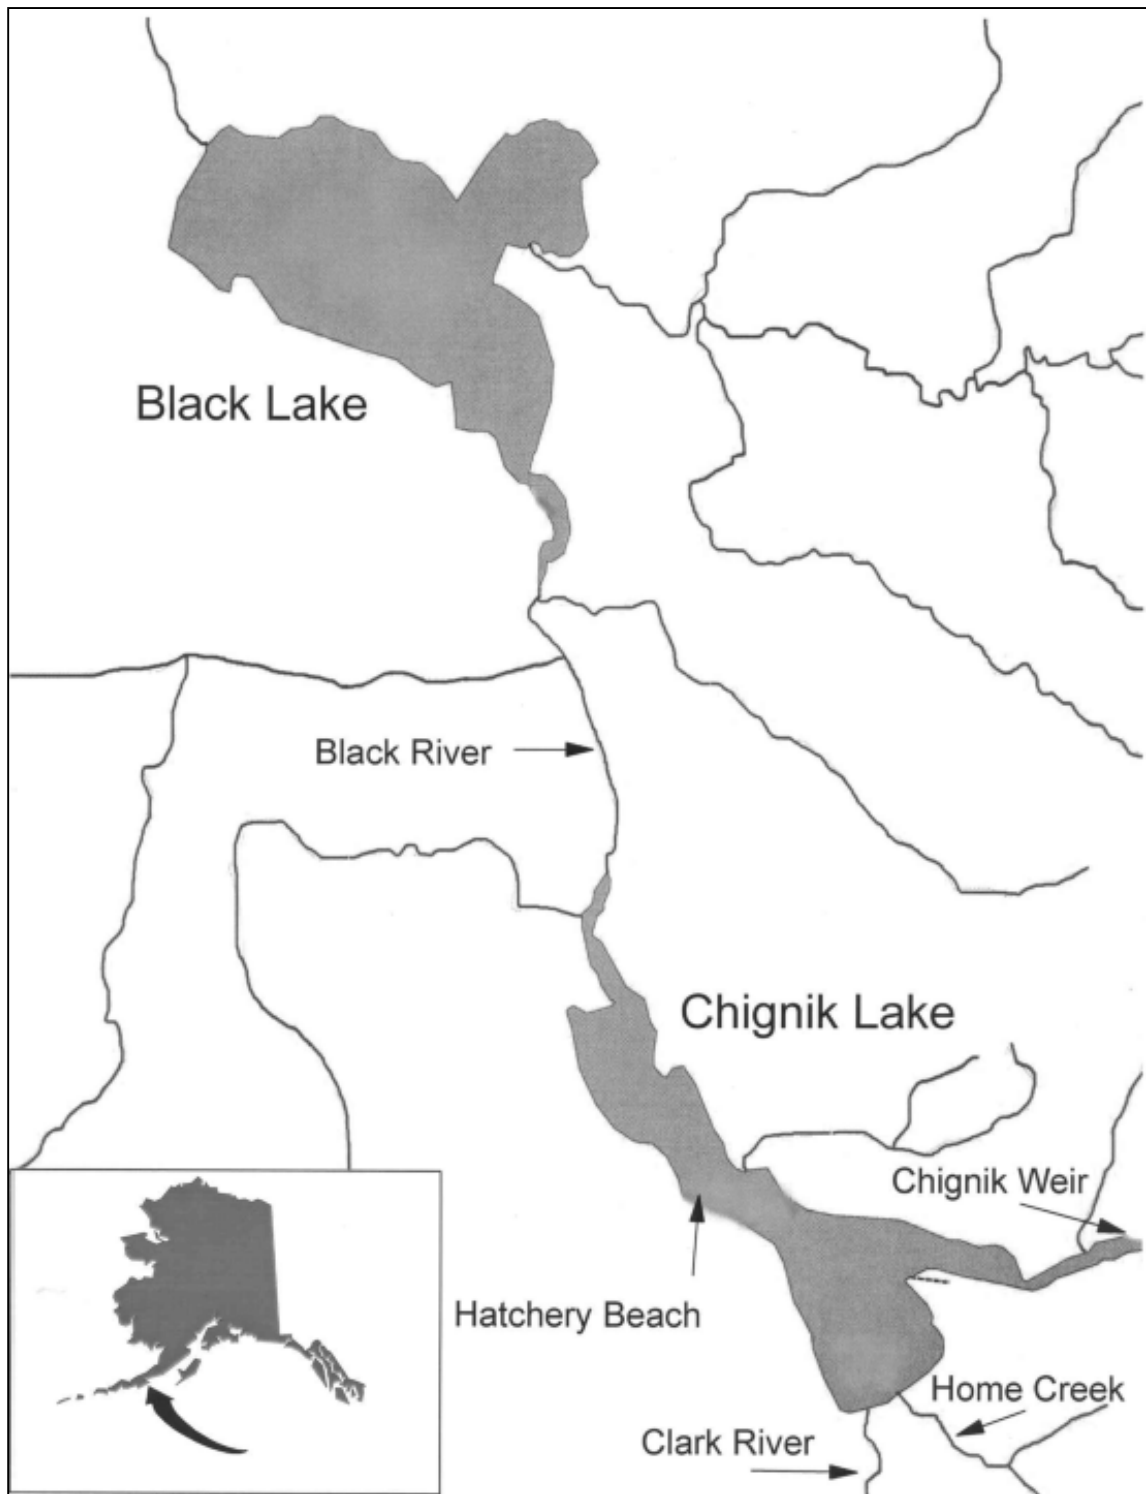 Black Lake
Black River
Chignik Lake
Chignik Weir
Hatchery Beach
Home Creek
Clark River